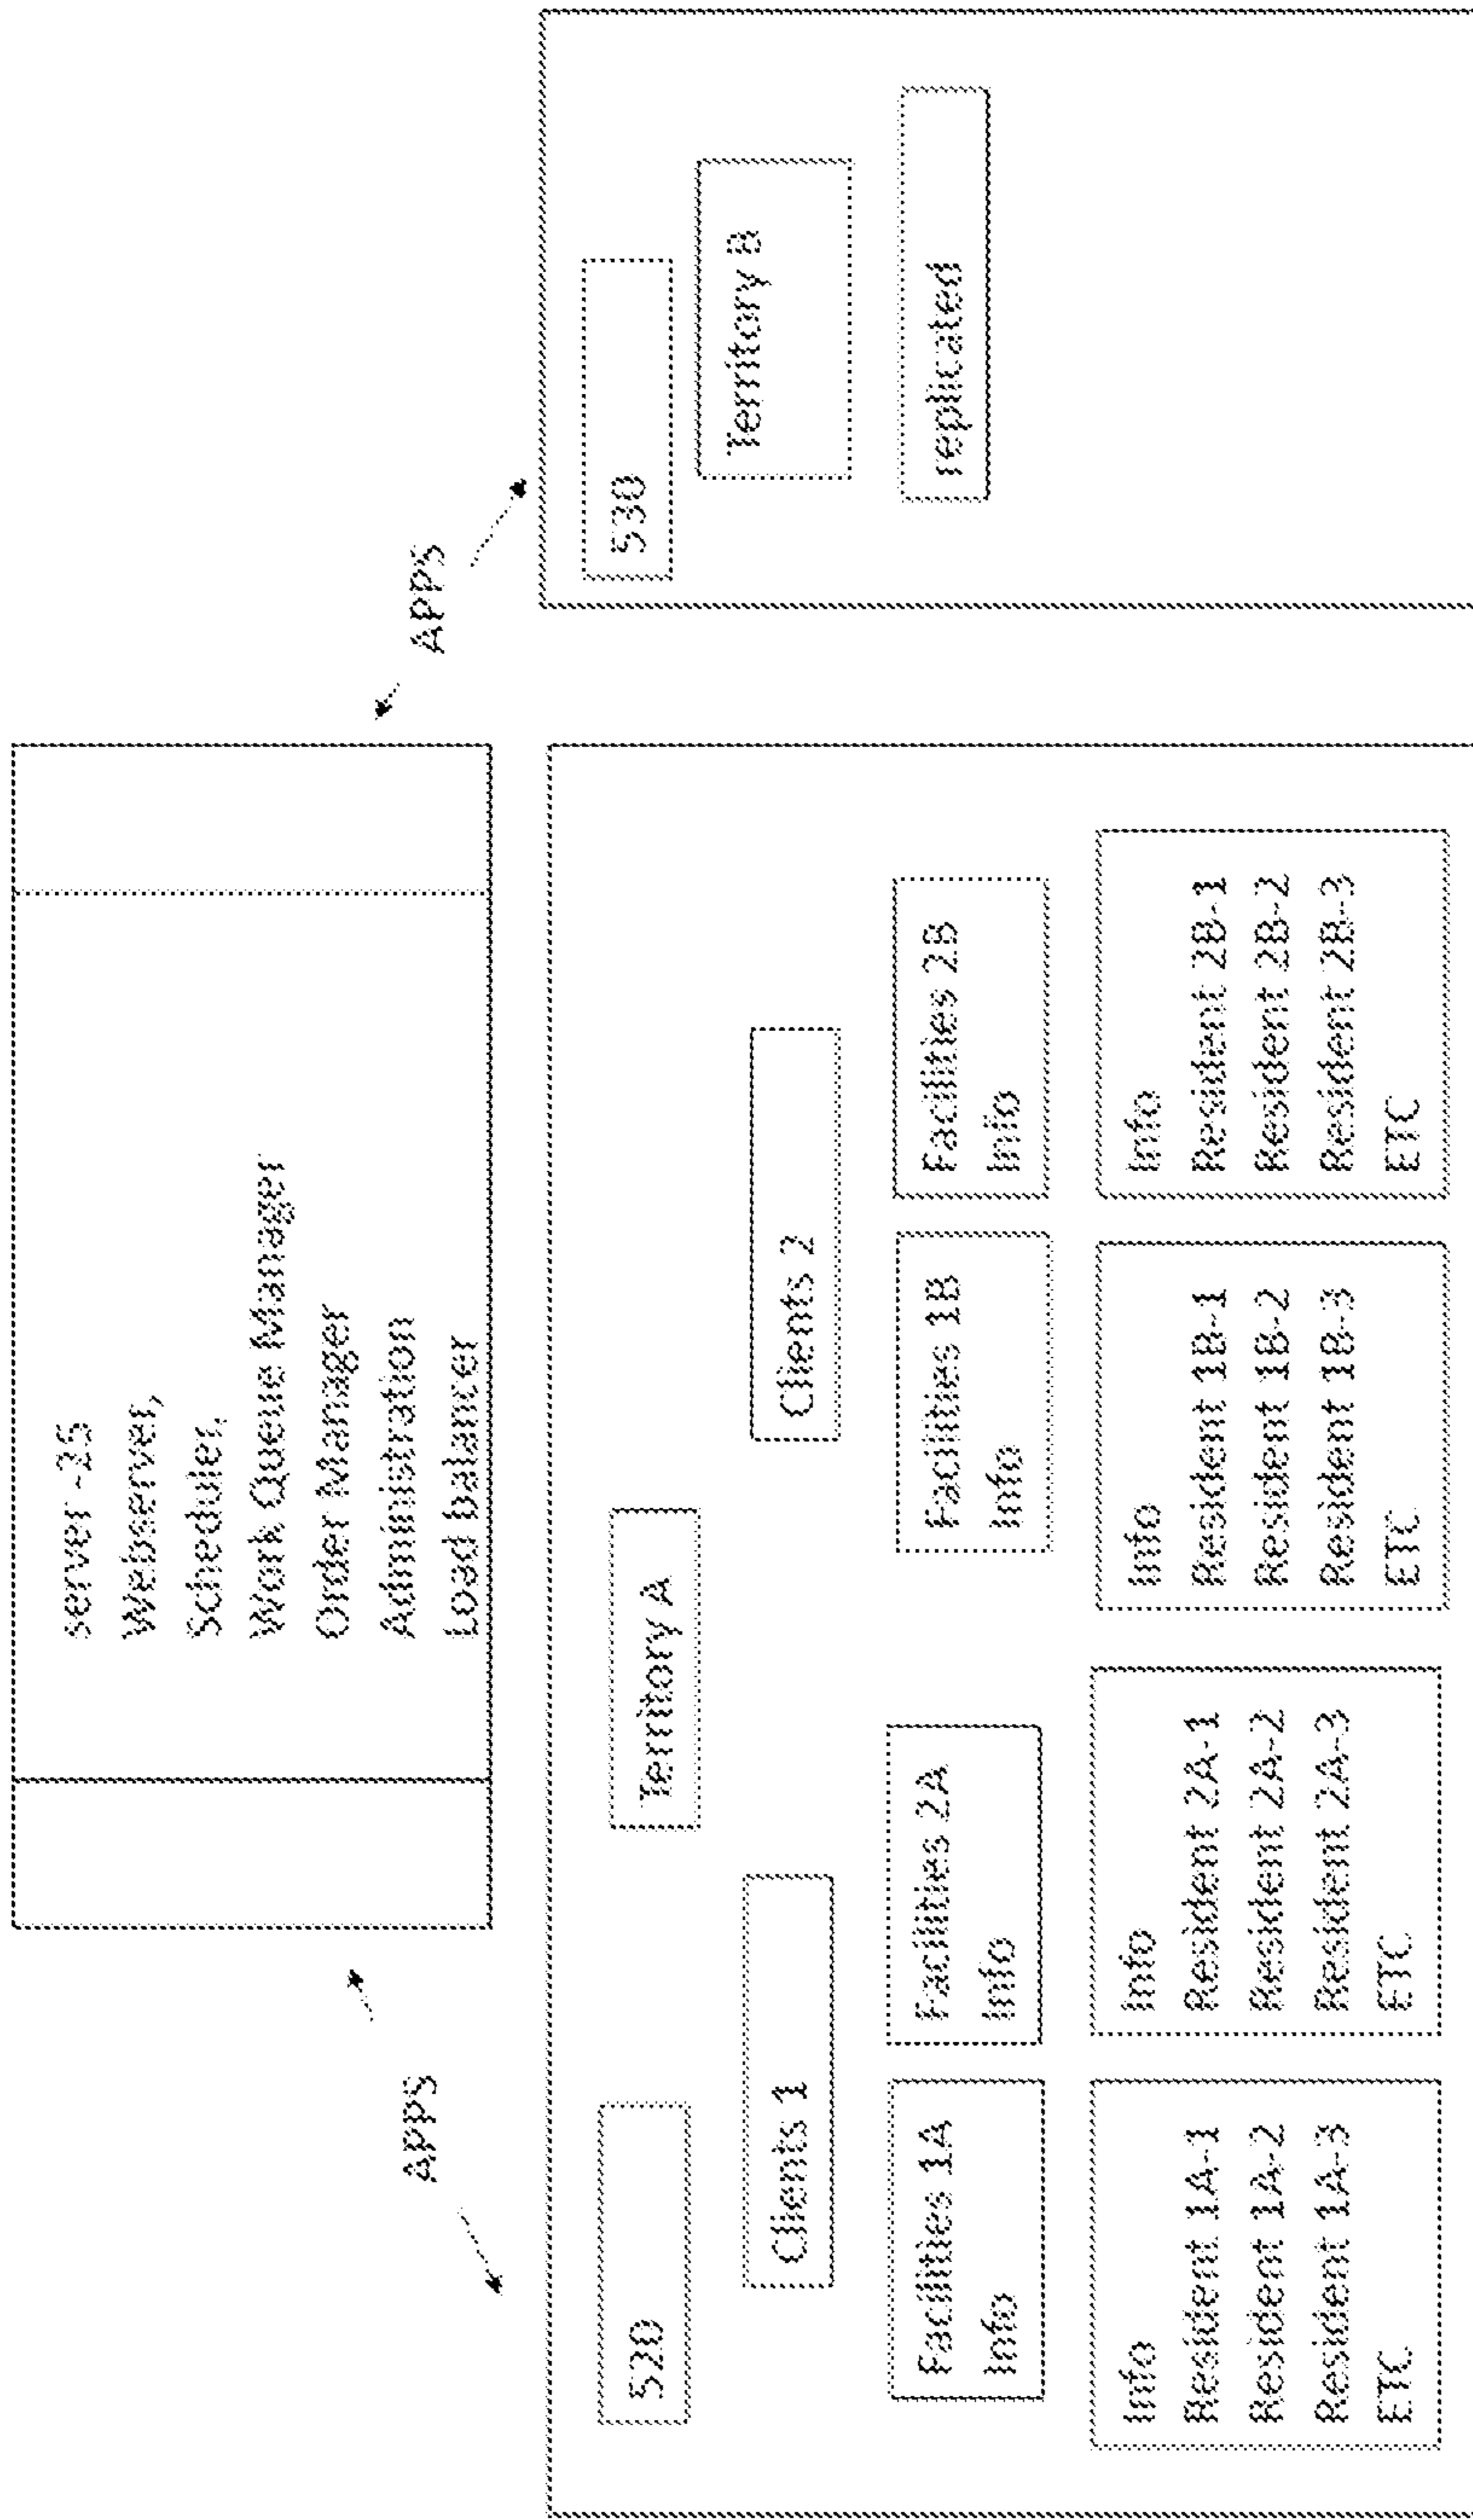 server -25
Webserver,
Scheduler,
Work Queue Manager
Order Manager
Administration
Load balancer
APPS
APPS
520
Territory A
Clients 1
Clients 2
Facilities 1A
Info
Facilities 2A
Info
Facilities 1B
Info
Facilities 2B
Info
Info
Resident 1A-1
Resident 1A-2
Resident 1A-3
ETC
Info
Resident 2A-1
Resident 2A-2
Resident 2A-3
ETC
Info
Resident 1B-1
Resident 1B-2
Resident 1B-3
ETC
Info
Resident 2B-1
Resident 2B-2
Resident 2B-3
ETC
530
Territory B
replicated